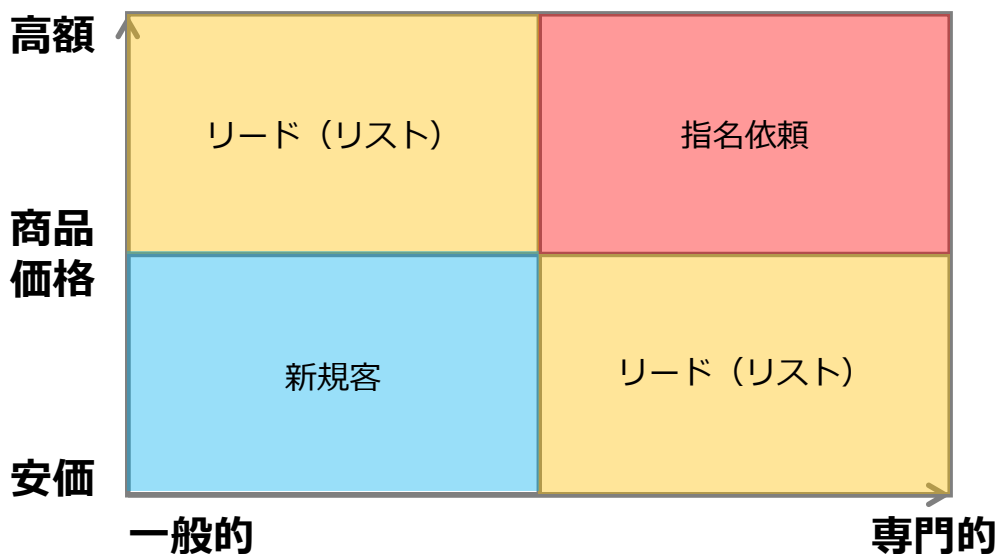 高額
リード（リスト）
指名依頼
商品
価格
新規客
リード（リスト）
安価
一般的
専門的